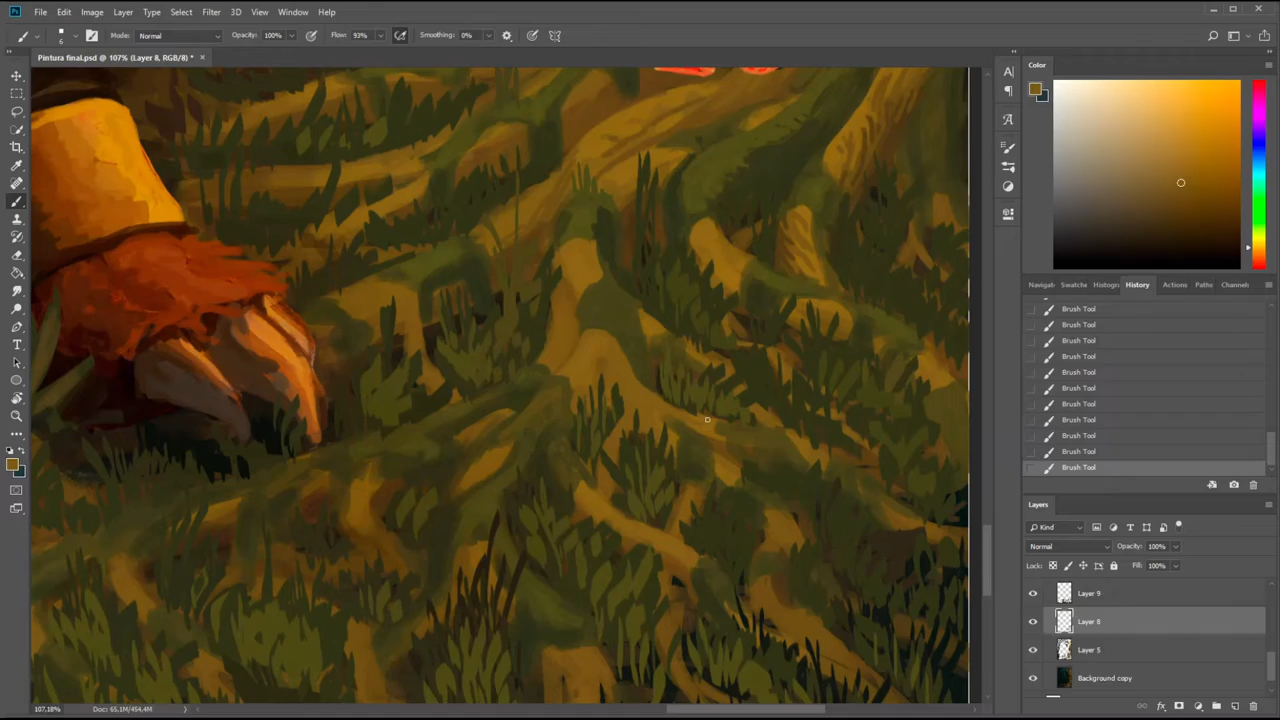 File Edit Image Layer Type Select Filter 3D View Window Help
6 Mode: Normal Opacity: 100% Flow: 93% Smoothing: 0%
Pintura final.psd @ 107% (Layer 8, RGB/8) * ×
Color
Navigat Swatche Histogra History Actions Paths Channels
Brush Tool
Brush Tool
Brush Tool
Brush Tool
Brush Tool
Brush Tool
Brush Tool
Brush Tool
Brush Tool
Brush Tool
Brush Tool
Layers
Kind
Normal Opacity: 100%
Lock: Fill: 100%
Layer 9
Layer 8
Layer 5
Background copy
107.18% Doc: 65.1M/454.4M